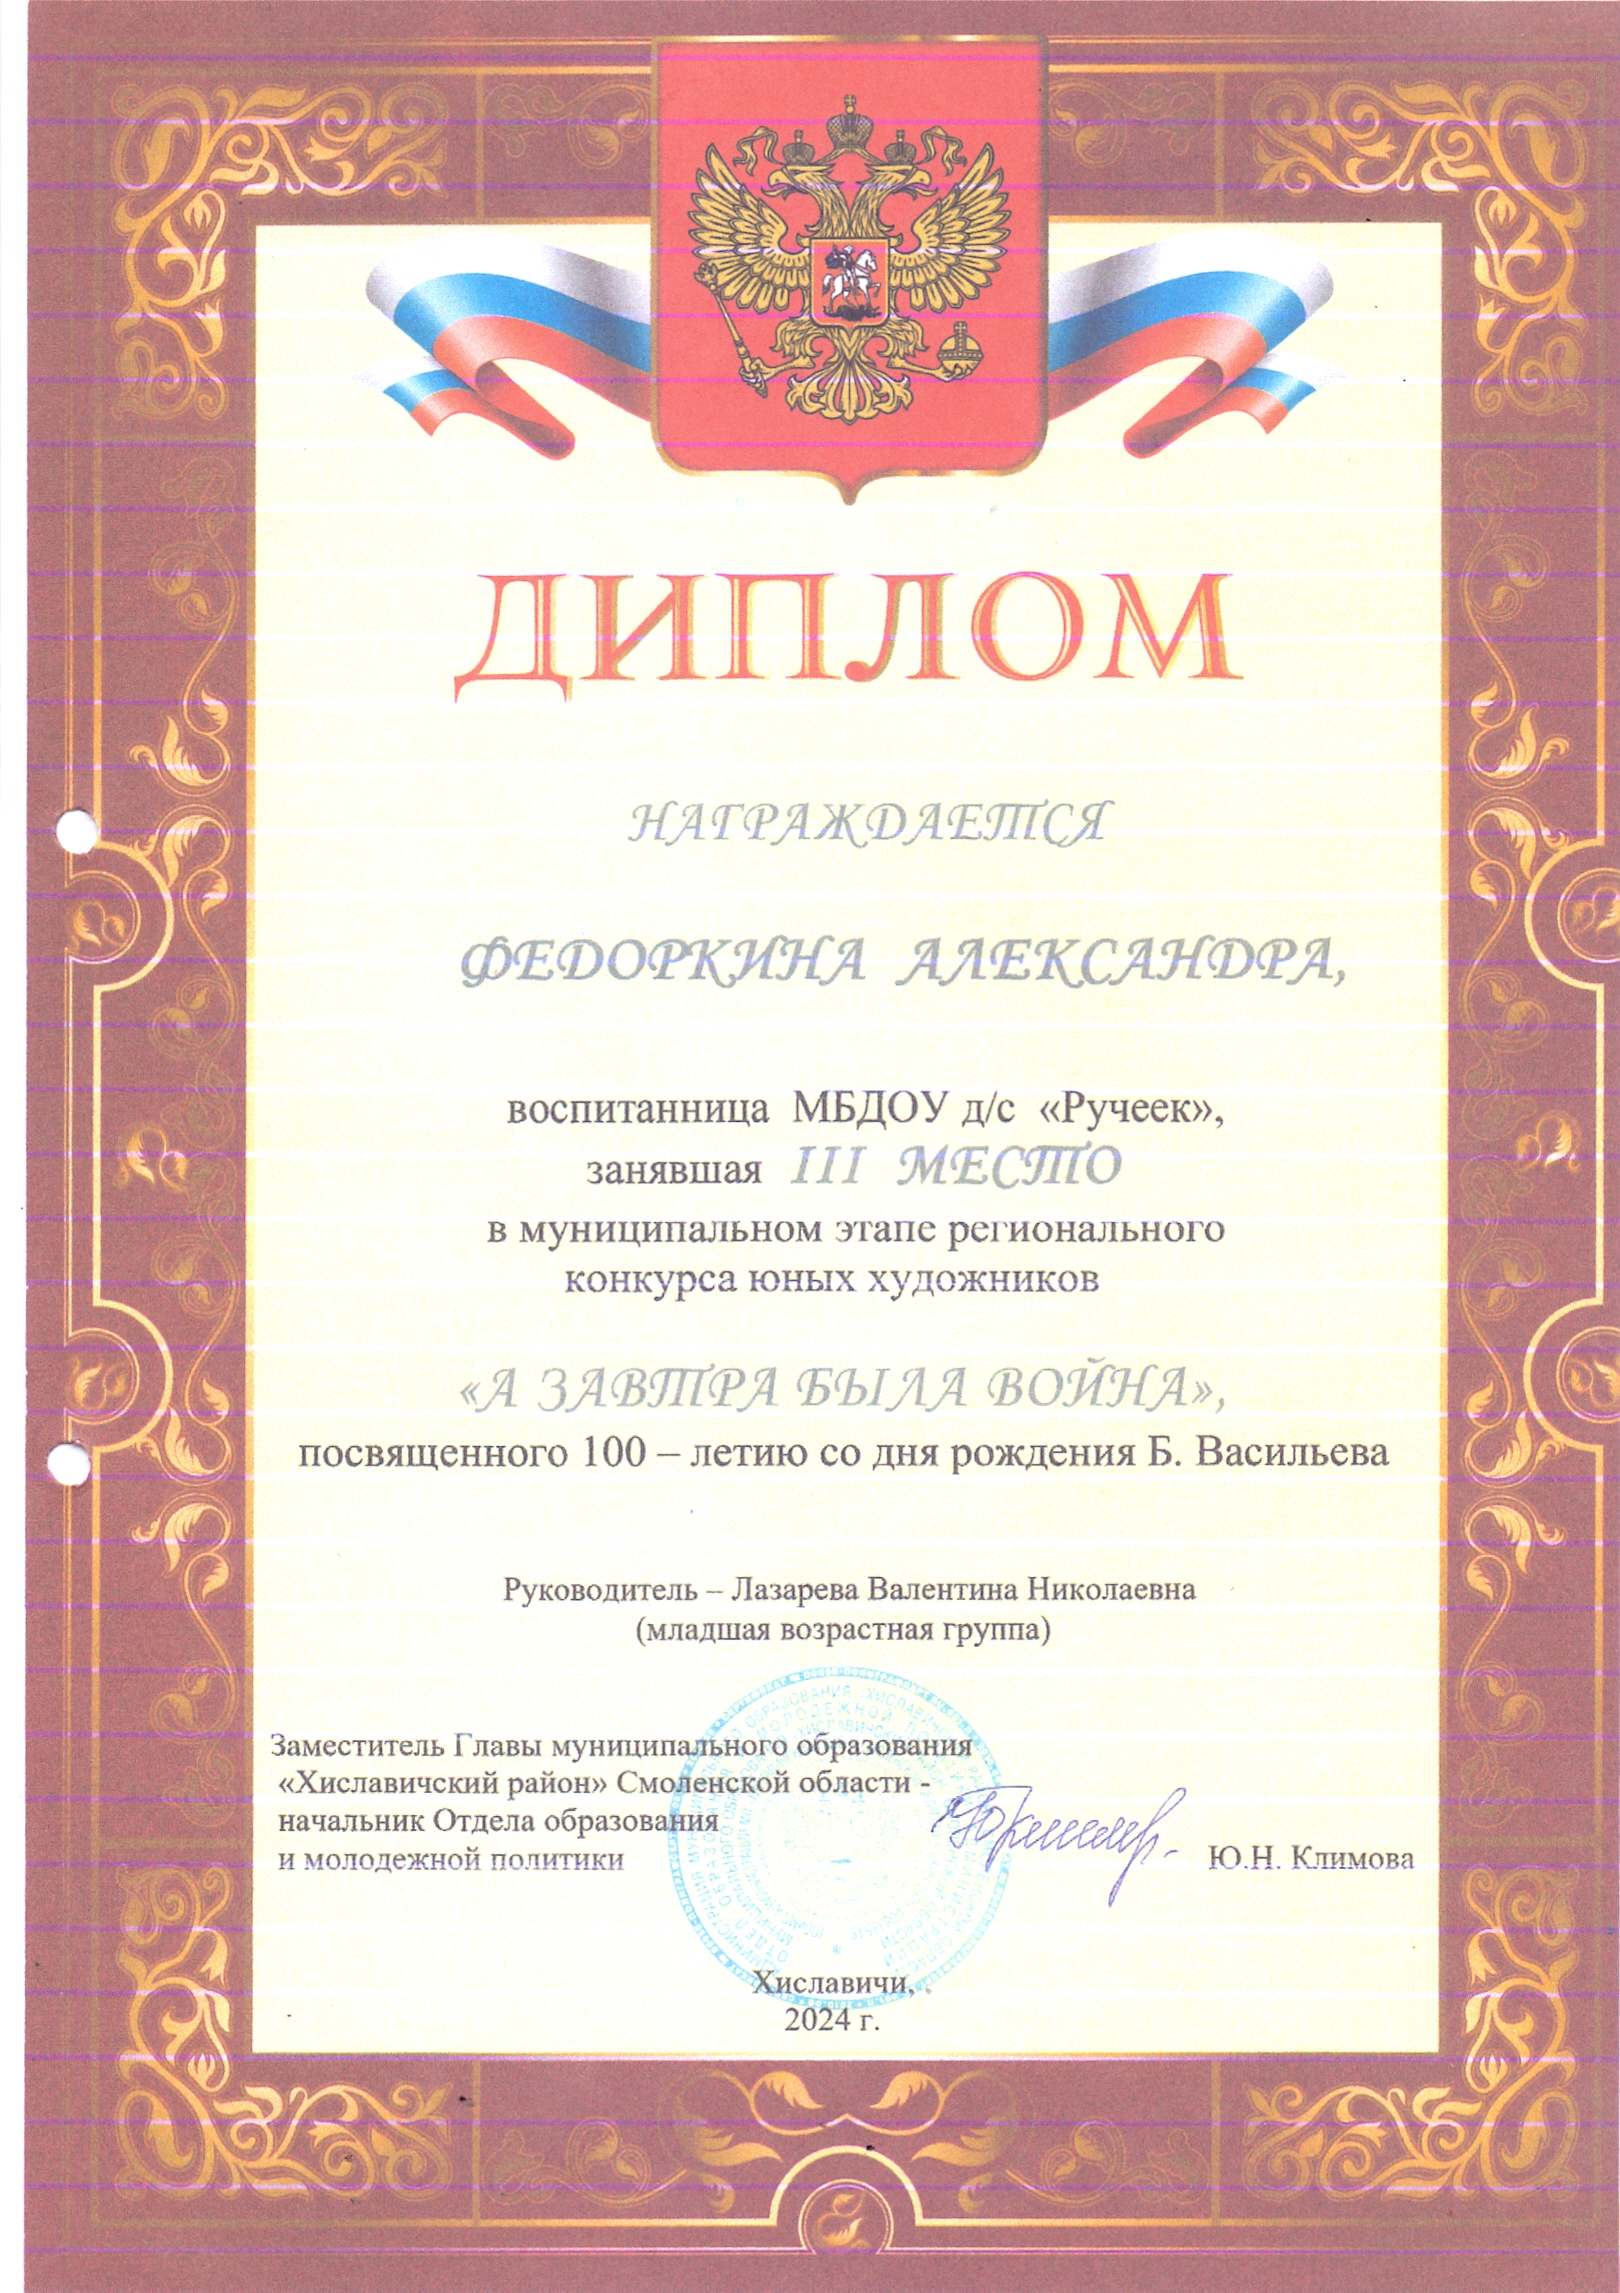 ДИПЛОМ
НАГРАЖДАЕТСЯ
ФЕДОРКИНА АЛЕКСАНДРА,
воспитанница МБДОУ д/с «Ручеек»,
занявшая III МЕСТО
в муниципальном этапе регионального
конкурса юных художников
«А ЗАВТРА БЫЛА ВОЙНА»,
посвященного 100 – летию со дня рождения Б. Васильева
Руководитель – Лазарева Валентина Николаевна
(младшая возрастная группа)
Заместитель Главы муниципального образования
«Хиславичский район» Смоленской области -
начальник Отдела образования
и молодежной политики Ю.Н. Климова
Хиславичи,
2024 г.